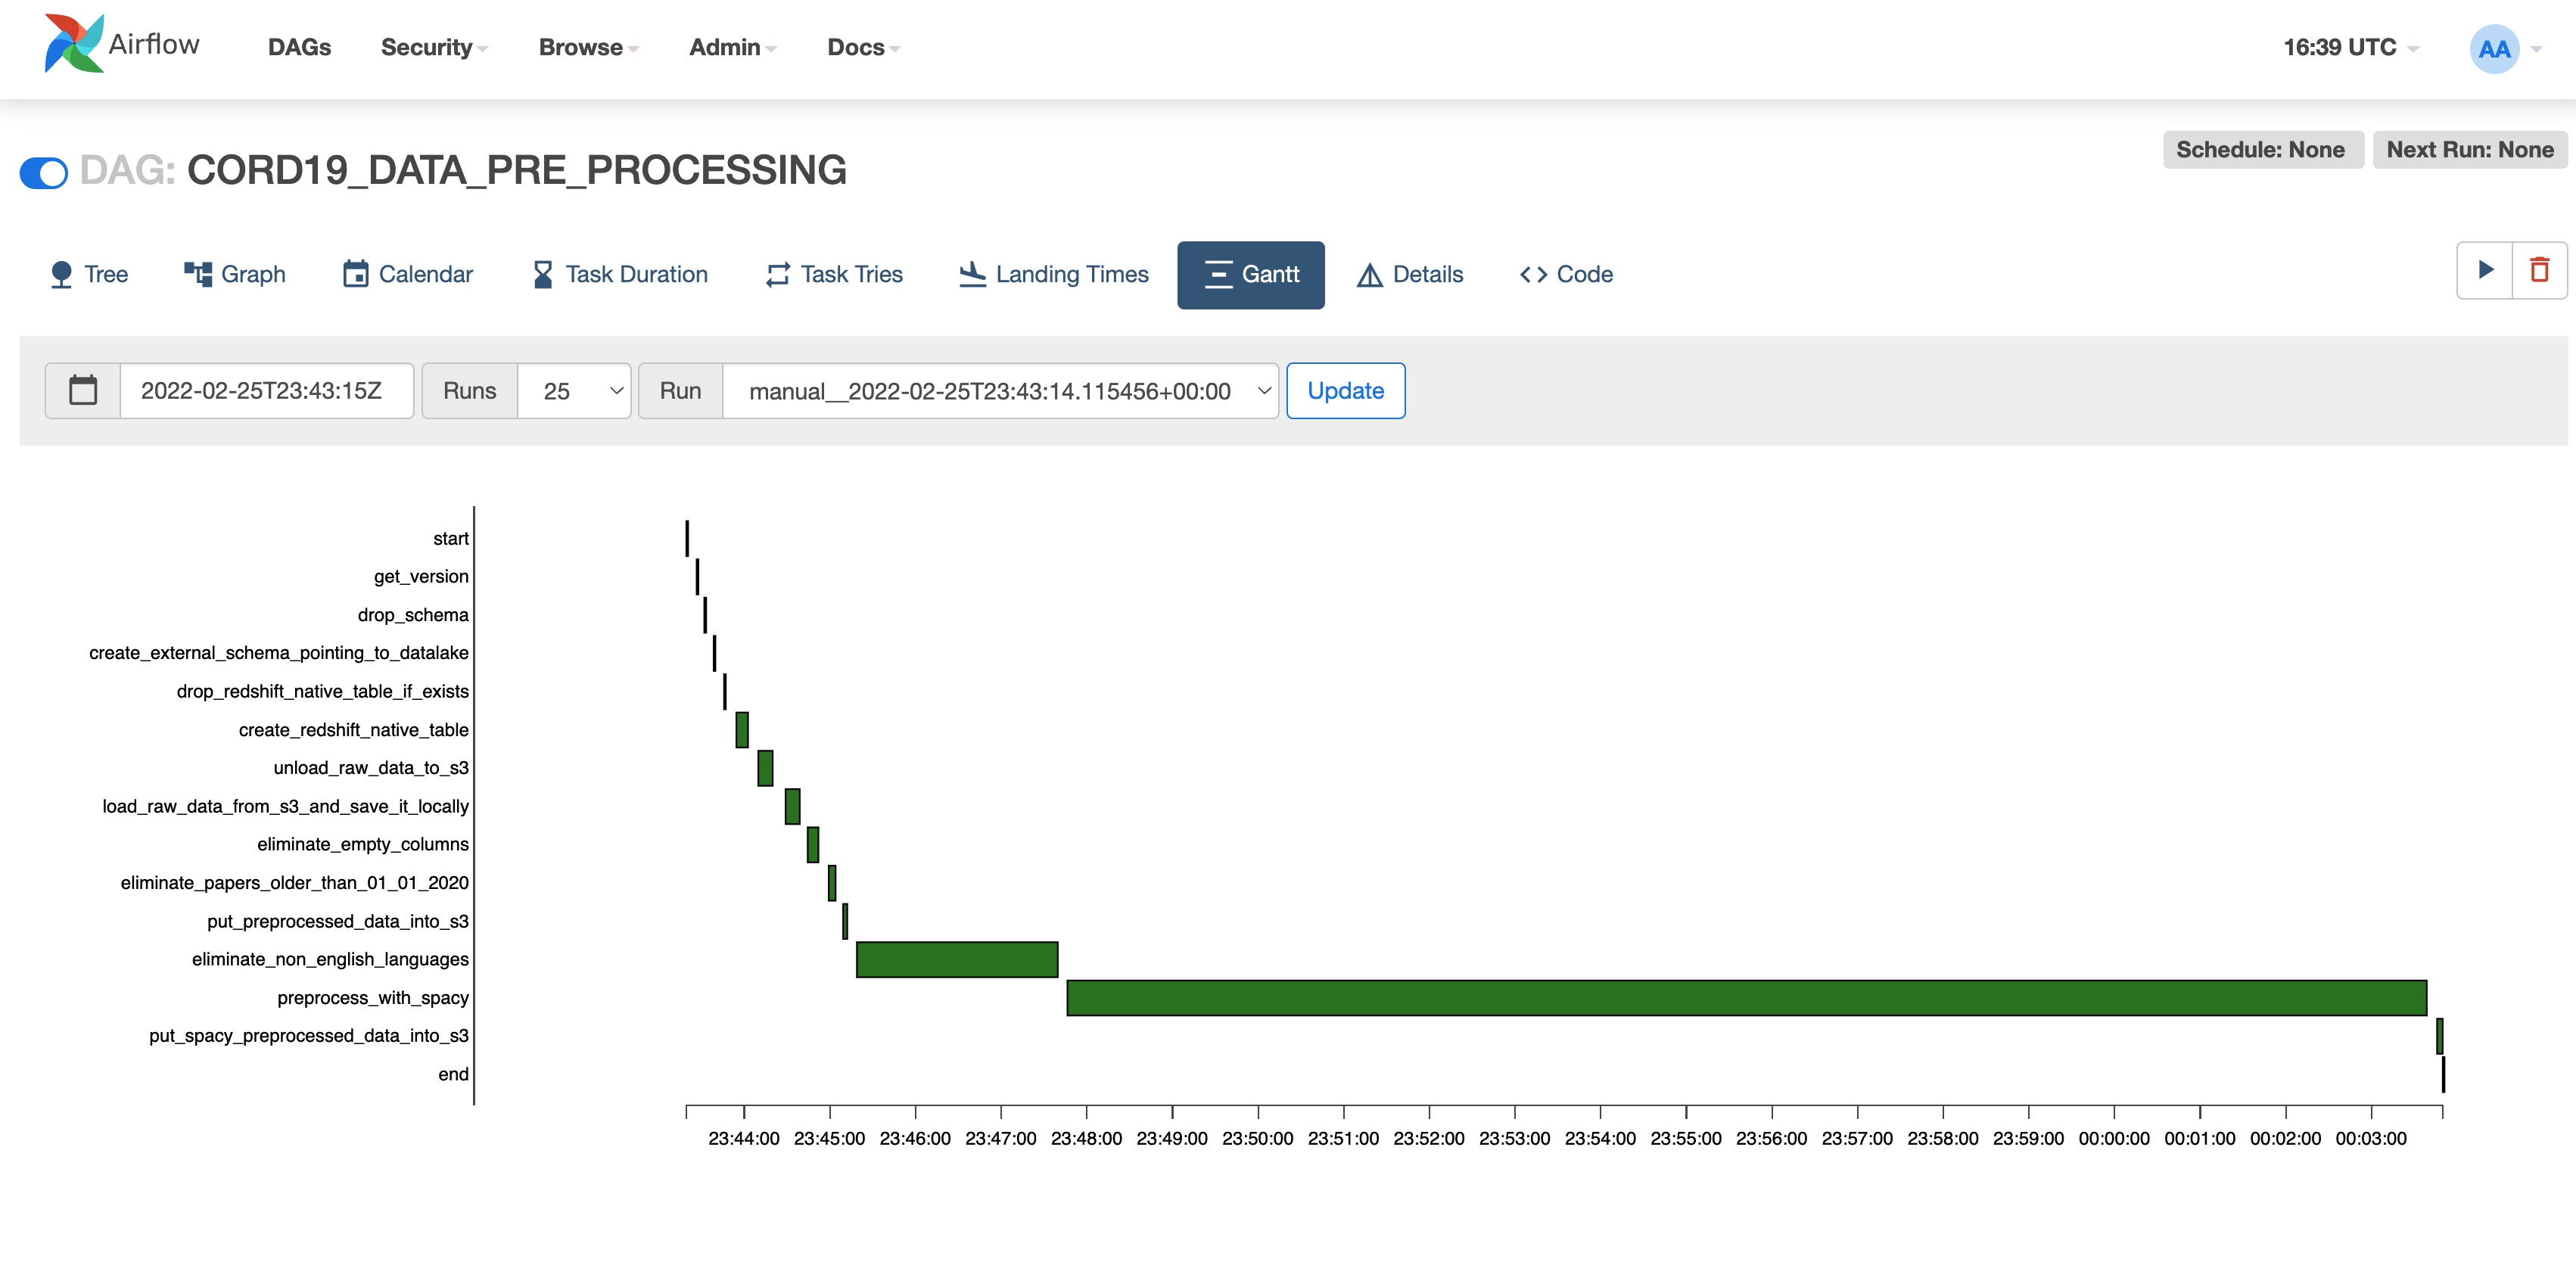 Airflow DAGs Security Browse Admin Docs 16:39 UTC AA
Schedule: None Next Run: None
DAG: CORD19_DATA_PRE_PROCESSING
Tree Graph Calendar Task Duration Task Tries Landing Times Gantt Details Code
2022-02-25T23:43:15Z Runs 25 Run manual__2022-02-25T23:43:14.115456+00:00 Update
start
get_version
drop_schema
create_external_schema_pointing_to_datalake
drop_redshift_native_table_if_exists
create_redshift_native_table
unload_raw_data_to_s3
load_raw_data_from_s3_and_save_it_locally
eliminate_empty_columns
eliminate_papers_older_than_01_01_2020
put_preprocessed_data_into_s3
eliminate_non_english_languages
preprocess_with_spacy
put_spacy_preprocessed_data_into_s3
end
23:44:00 23:45:00 23:46:00 23:47:00 23:48:00 23:49:00 23:50:00 23:51:00 23:52:00 23:53:00 23:54:00 23:55:00 23:56:00 23:57:00 23:58:00 23:59:00 00:00:00 00:01:00 00:02:00 00:03:00